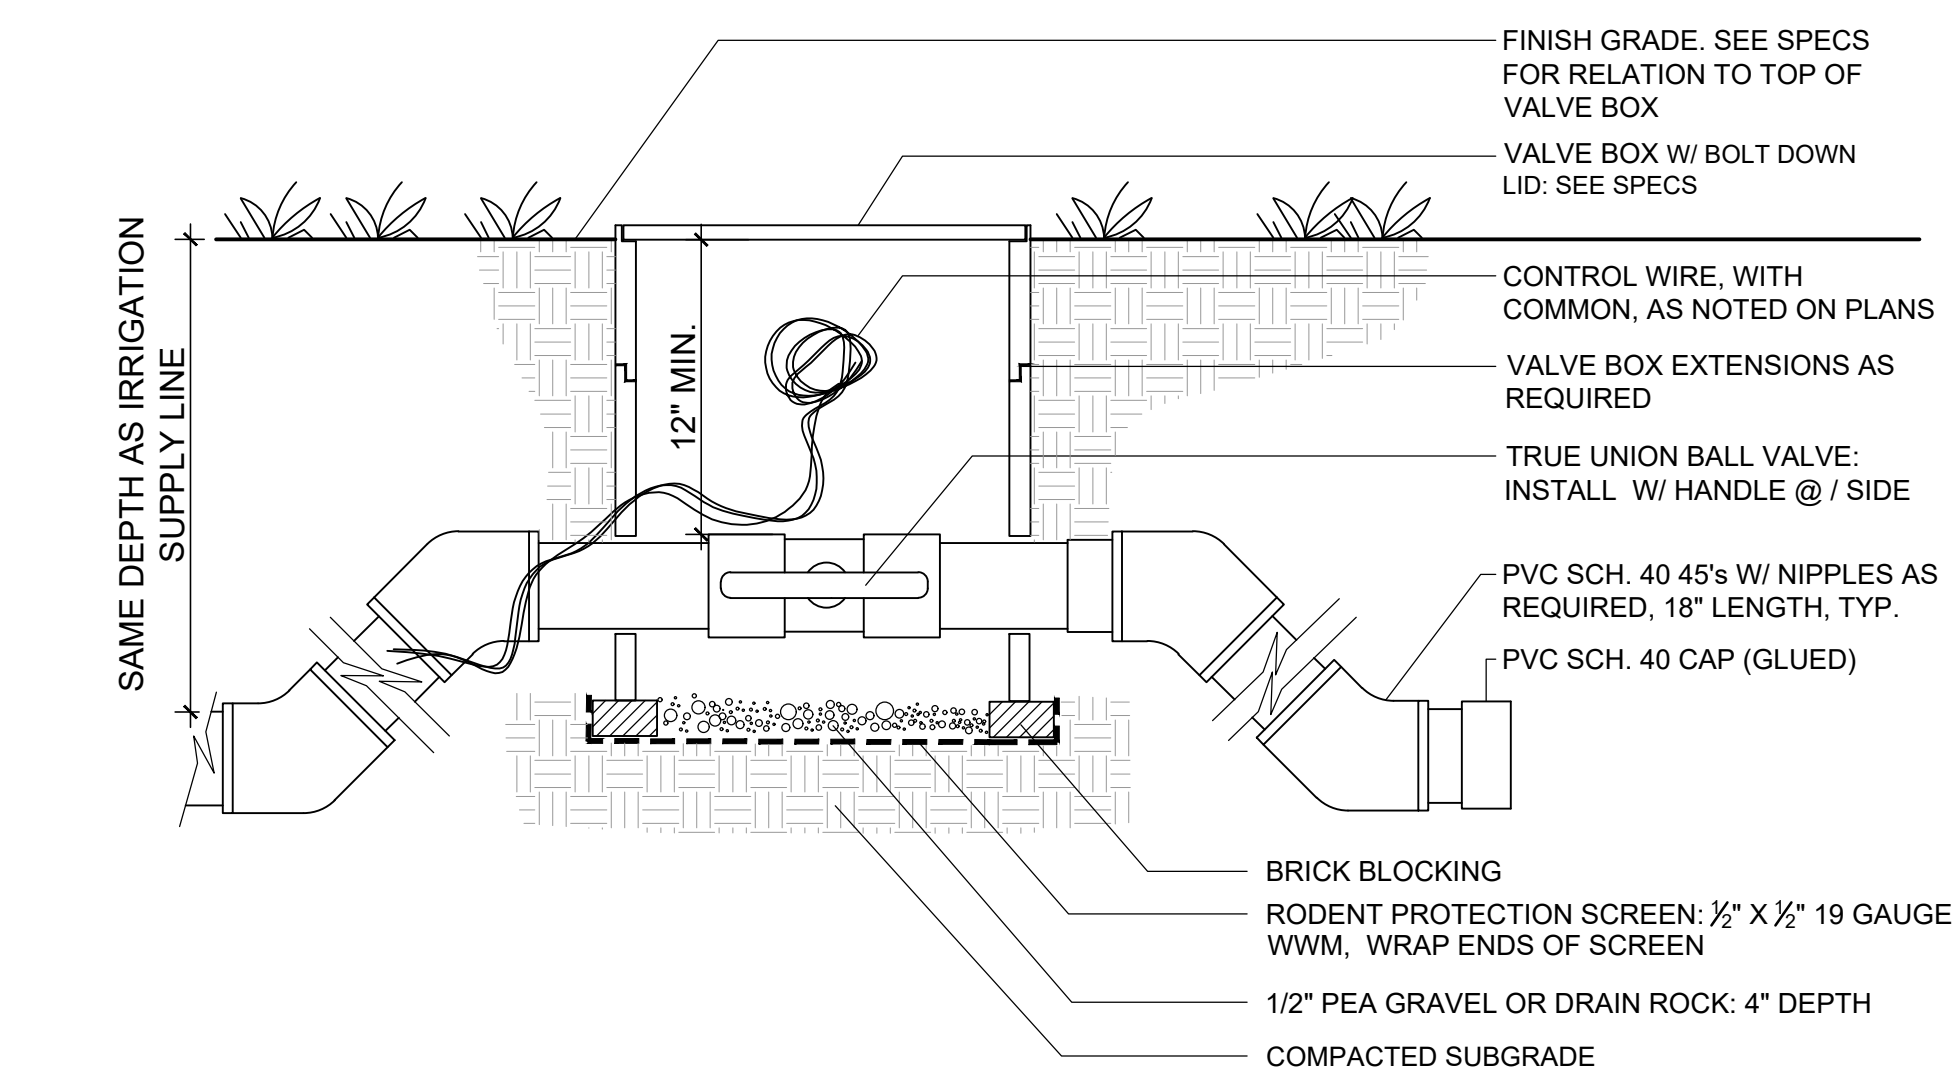 FINISH GRADE. SEE SPECS
FOR RELATION TO TOP OF
VALVE BOX
VALVE BOX W/ BOLT DOWN
LID: SEE SPECS
CONTROL WIRE, WITH
COMMON, AS NOTED ON PLANS
VALVE BOX EXTENSIONS AS
REQUIRED
TRUE UNION BALL VALVE:
INSTALL W/ HANDLE @ / SIDE
PVC SCH. 40 45's W/ NIPPLES AS
REQUIRED, 18" LENGTH, TYP.
PVC SCH. 40 CAP (GLUED)
SAME DEPTH AS IRRIGATION
SUPPLY LINE
12" MIN.
BRICK BLOCKING
RODENT PROTECTION SCREEN: ½" X ½" 19 GAUGE
WWM, WRAP ENDS OF SCREEN
1/2" PEA GRAVEL OR DRAIN ROCK: 4" DEPTH
COMPACTED SUBGRADE